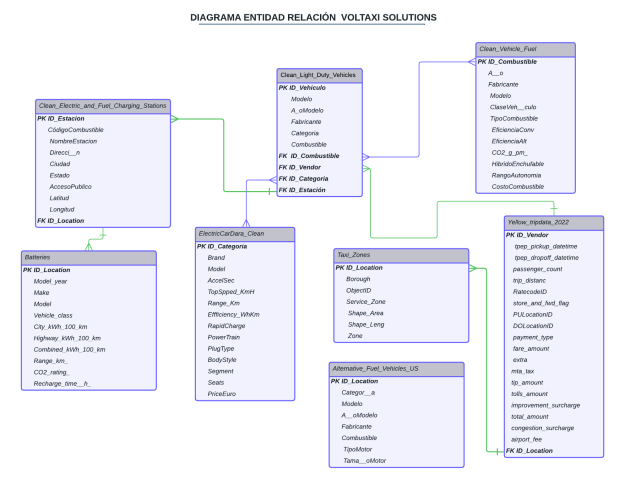 DIAGRAMA ENTIDAD RELACIÓN VOLTAXI SOLUTIONS
Clean_Vehicle_Fuel
PK ID_Combustible
A__o
Fabricante
Modelo
ClaseVeh__culo
TipoCombustible
EficienciaConv
EficienciaAlt
CO2_g_pm_
HibridoEnchufable
RangoAutonomia
CostoCombustible
Clean_Light_Duty_Vehicles
PK ID_Vehiculo
Modelo
A_oModelo
Fabricante
Categoria
Combustible
FK ID_Combustible
FK ID_Vendor
FK ID_Categoria
FK ID_Estación
Clean_Electric_and_Fuel_Charging_Stations
PK ID_Estacion
CódigoCombustible
NombreEstacion
Direcci__n
Ciudad
Estado
AccesoPublico
Latitud
Longitud
FK ID_Location
Batteries
PK ID_Location
Model_year
Make
Model
Vehicle_class
City_kWh_100_km
Highway_kWh_100_km
Combined_kWh_100_km
Range_km_
CO2_rating_
Recharge_time__h_
ElectricCarDara_Clean
PK ID_Categoria
Brand
Model
AccelSec
TopSpped_KmH
Range_Km
Effficiency_WhKm
RapidCharge
PowerTrain
PlugType
BodyStyle
Segment
Seats
PriceEuro
Taxi_Zones
PK ID_Location
Borough
ObjectID
Service_Zone
Shape_Area
Shape_Leng
Zone
Alternative_Fuel_Vehicles_US
PK ID_Location
Categor__a
Modelo
A__oModelo
Fabricante
Combustible
TipoMotor
Tama__oMotor
Yellow_tripdata_2022
PK ID_Vendor
tpep_pickup_datetime
tpep_dropoff_datetime
passenger_count
trip_distanc
RatecodeID
store_and_fwd_flag
PULocationID
DOLocationID
payment_type
fare_amount
extra
mta_tax
tip_amount
tolls_amount
improvement_surcharge
total_amount
congestion_surcharge
airport_fee
FK ID_Location